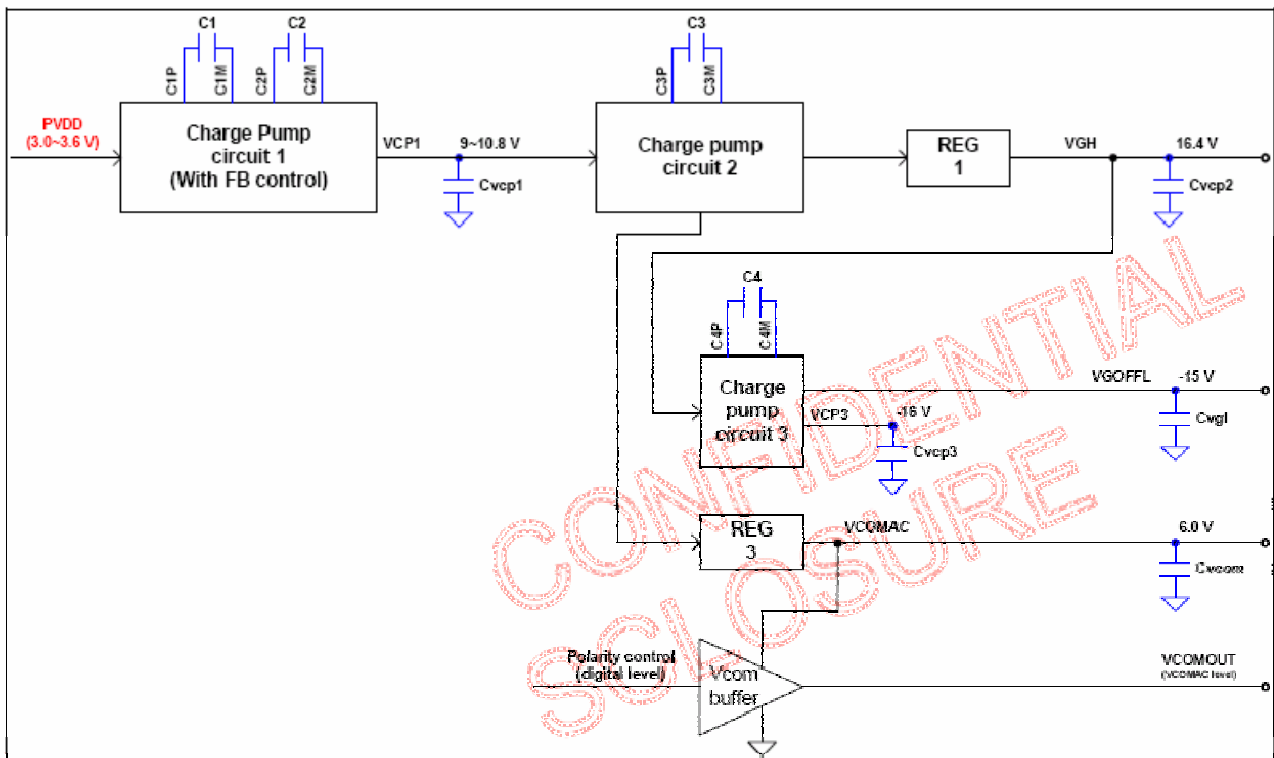 C1
C2
C3
C1P
C1M
C2P
C2M
C3P
C3M
PVDD
(3.0~3.6 V)
Charge Pump
circuit 1
(With FB control)
VCP1
9~10.8 V
Cvcp1
Charge pump
circuit 2
REG
1
VGH
16.4 V
Cvcp2
C4
C4P
C4M
Charge
pump
circuit 3
VGOFFL
-15 V
Cvgl
VCP3
-16 V
Cvcp3
REG
3
VCOMAC
6.0 V
Cvcom
Polarity control
(digital level)
Vcom
buffer
VCOMOUT
(VCOMAC level)
CONFIDENTIAL
SCLOSURE